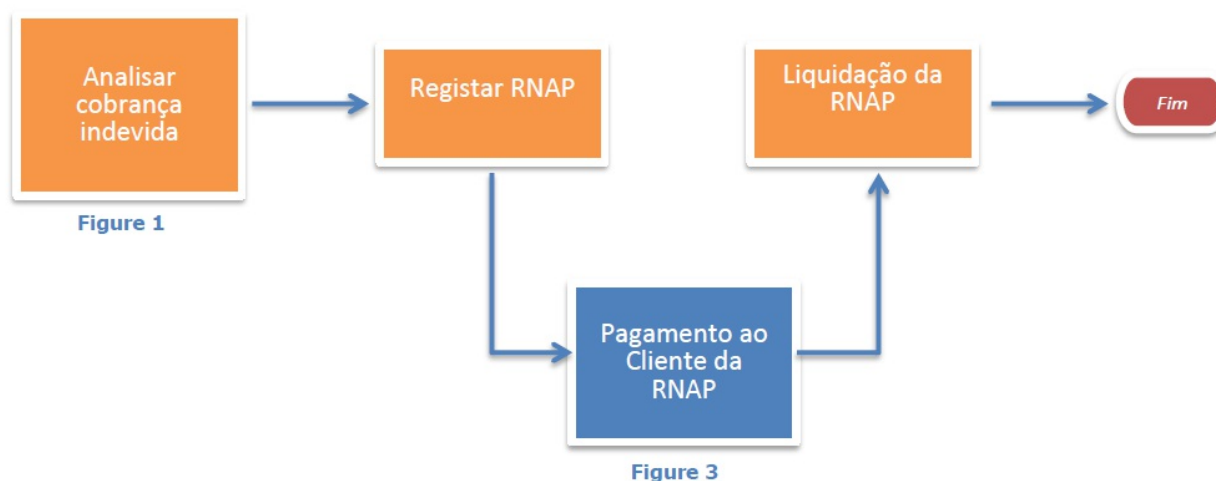 Analisar
cobrança
indevida
Figure 1
Registar RNAP
Pagamento ao
Cliente da
RNAP
Figure 3
Liquidação da
RNAP
Fim